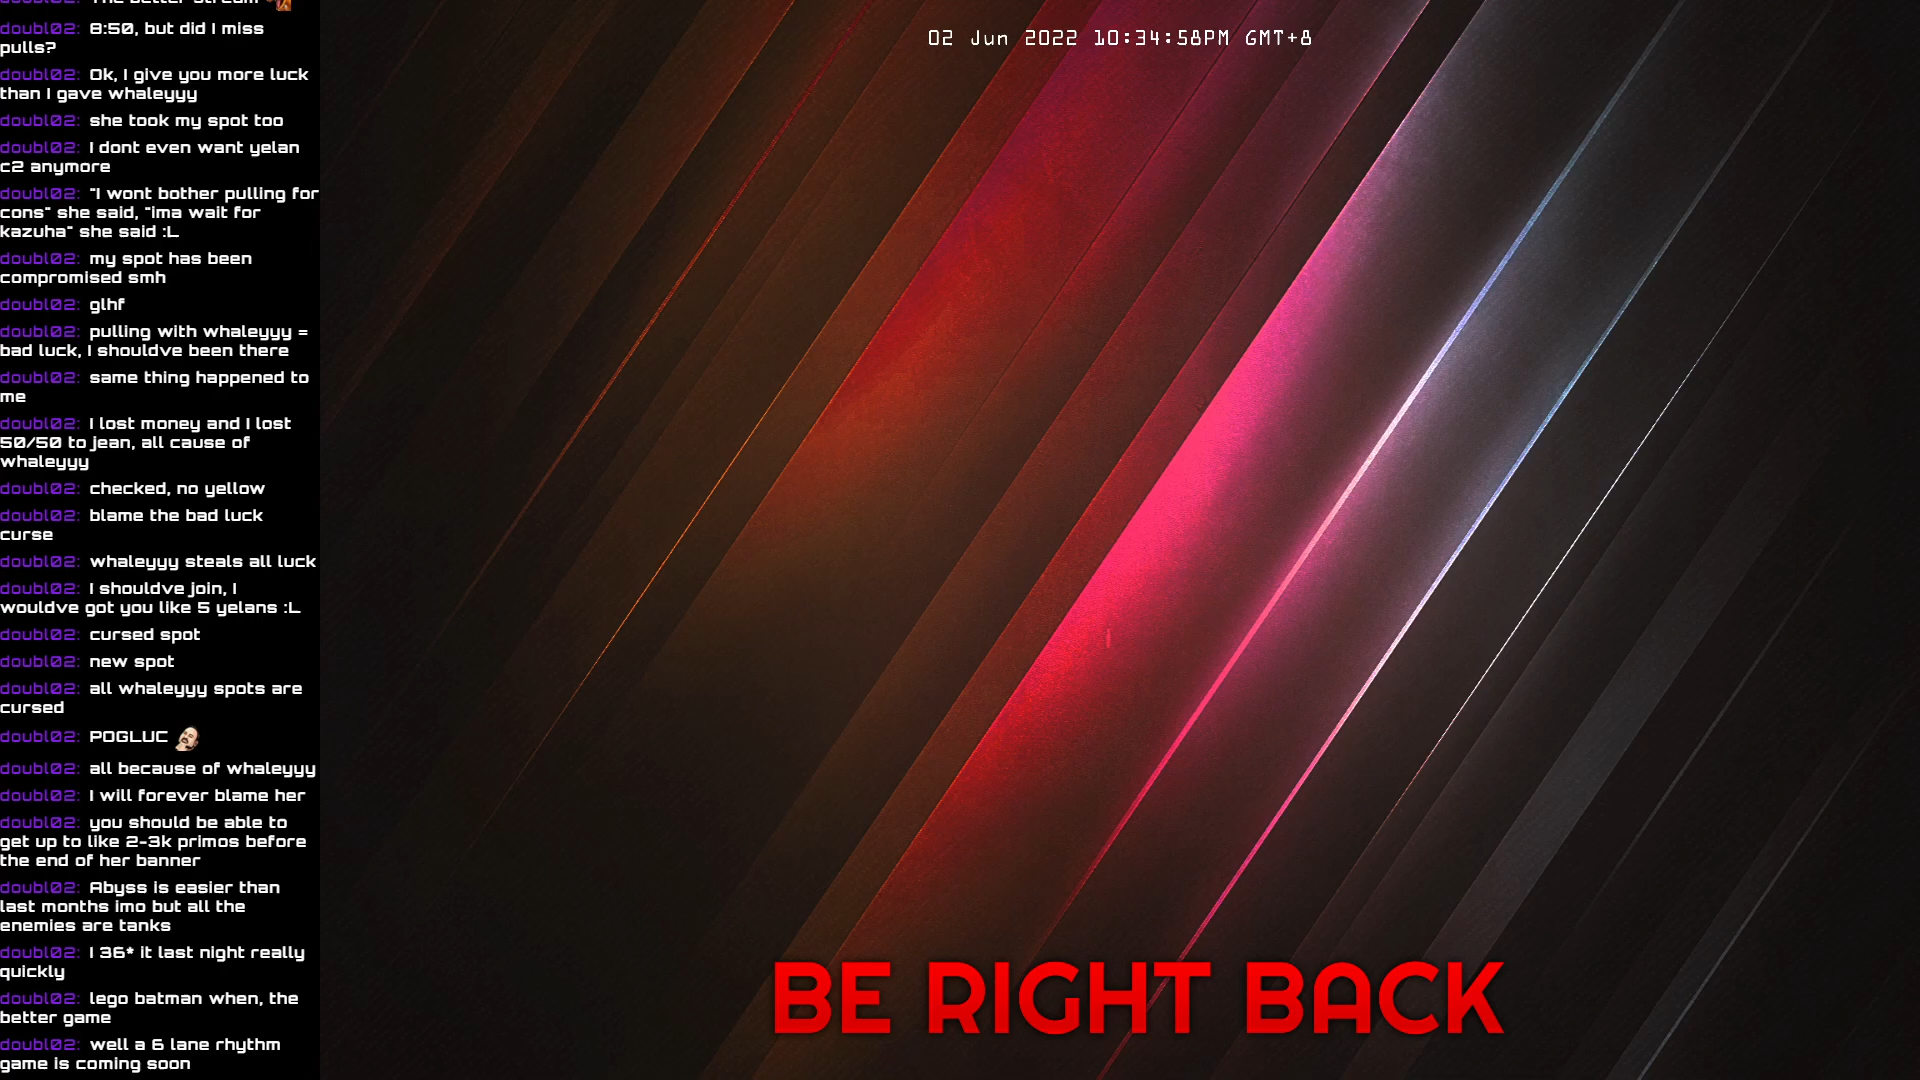 doubl02: The better stream
doubl02: 8:50, but did I miss
pulls?
doubl02: Ok, I give you more luck
than I gave whaleyyy
doubl02: she took my spot too
doubl02: I dont even want yelan
c2 anymore
doubl02: "I wont bother pulling for
cons" she said, "ima wait for
kazuha" she said :L
doubl02: my spot has been
compromised smh
doubl02: glhf
doubl02: pulling with whaleyyy =
bad luck, I shouldve been there
doubl02: same thing happened to
me
doubl02: I lost money and I lost
50/50 to jean, all cause of
whaleyyy
doubl02: checked, no yellow
doubl02: blame the bad luck
curse
doubl02: whaleyyy steals all luck
doubl02: I shouldve join, I
wouldve got you like 5 yelans :L
doubl02: cursed spot
doubl02: new spot
doubl02: all whaleyyy spots are
cursed
doubl02: POGLUC
doubl02: all because of whaleyyy
doubl02: I will forever blame her
doubl02: you should be able to
get up to like 2-3k primos before
the end of her banner
doubl02: Abyss is easier than
last months imo but all the
enemies are tanks
doubl02: I 36* it last night really
quickly
doubl02: lego batman when, the
better game
doubl02: well a 6 lane rhythm
game is coming soon
02 Jun 2022 10:34:58PM GMT+8
BE RIGHT BACK